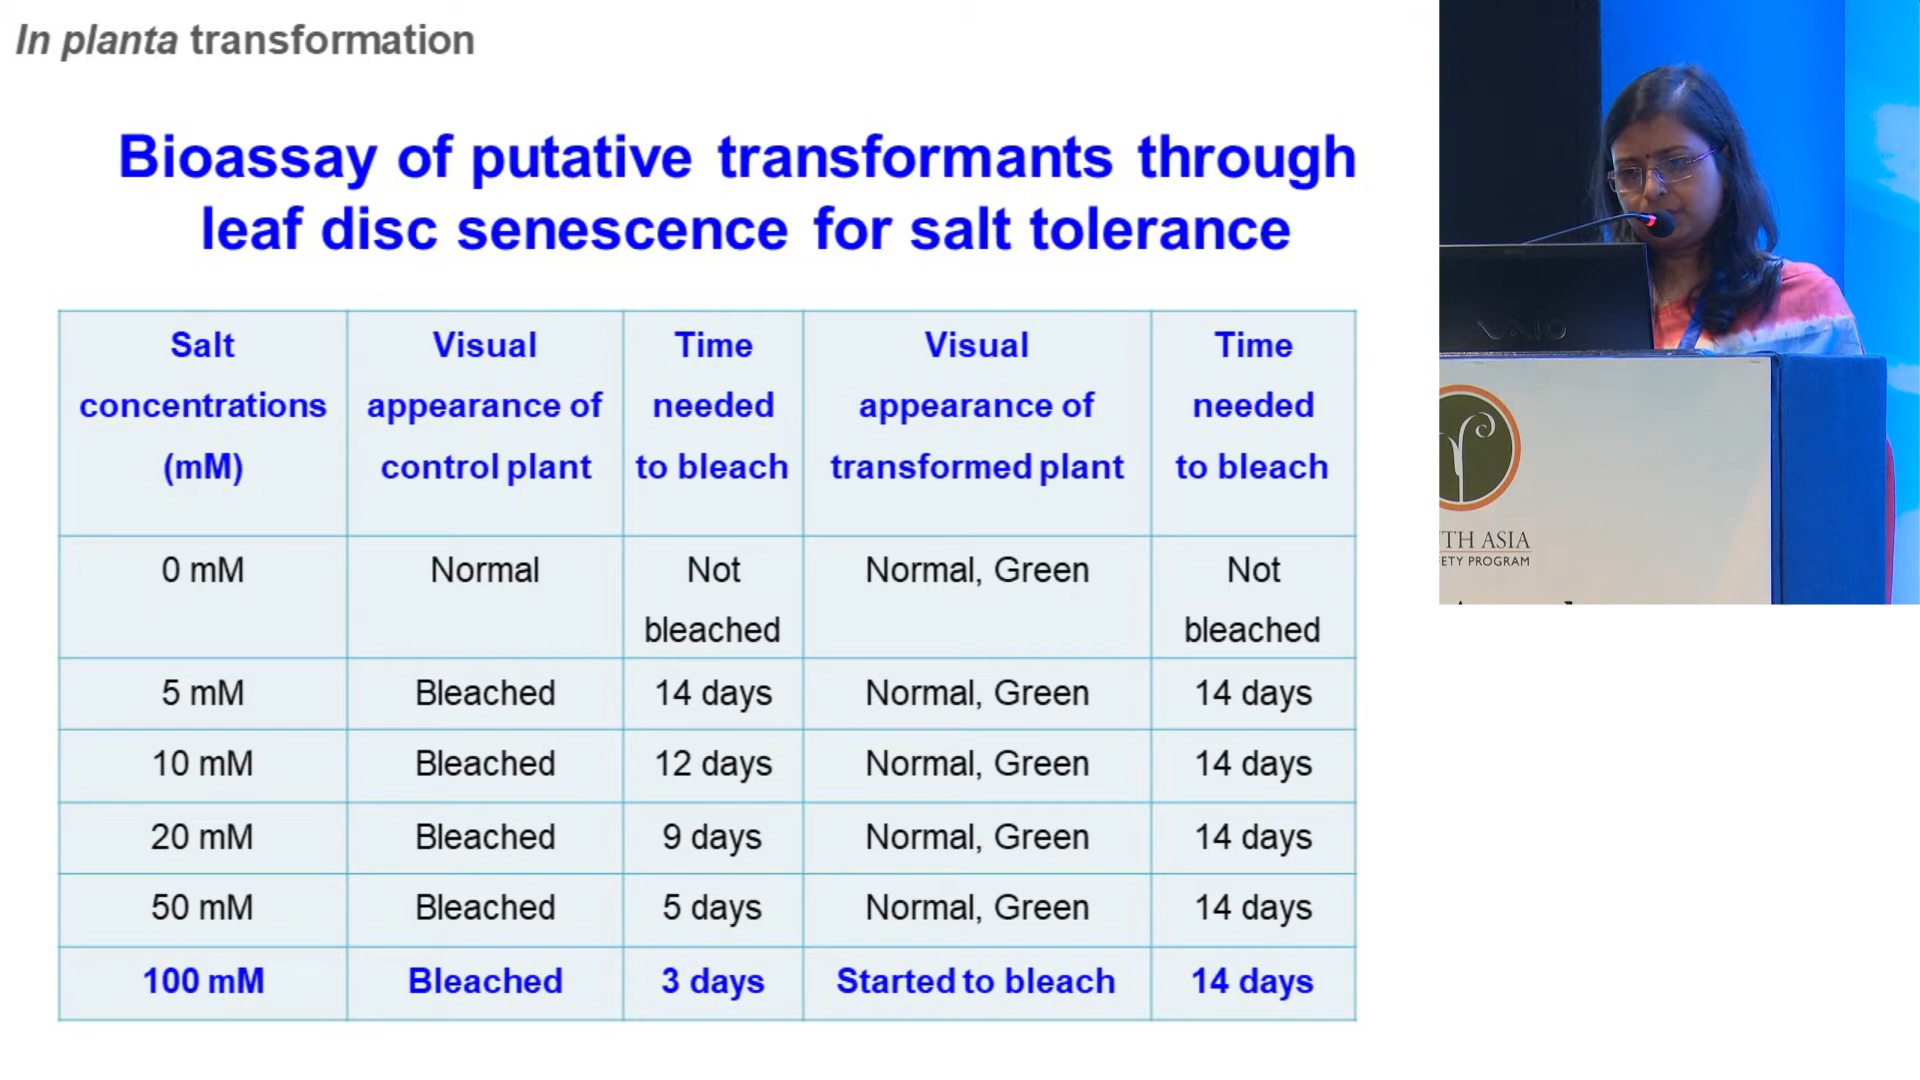 In planta transformation
Bioassay of putative transformants through
leaf disc senescence for salt tolerance
Salt concentrations (mM) Visual appearance of control plant Time needed to bleach Visual appearance of transformed plant Time needed to bleach
0 mM Normal Not bleached Normal, Green Not bleached
5 mM Bleached 14 days Normal, Green 14 days
10 mM Bleached 12 days Normal, Green 14 days
20 mM Bleached 9 days Normal, Green 14 days
50 mM Bleached 5 days Normal, Green 14 days
100 mM Bleached 3 days Started to bleach 14 days
VAIO
TH ASIA
ETY PROGRAM